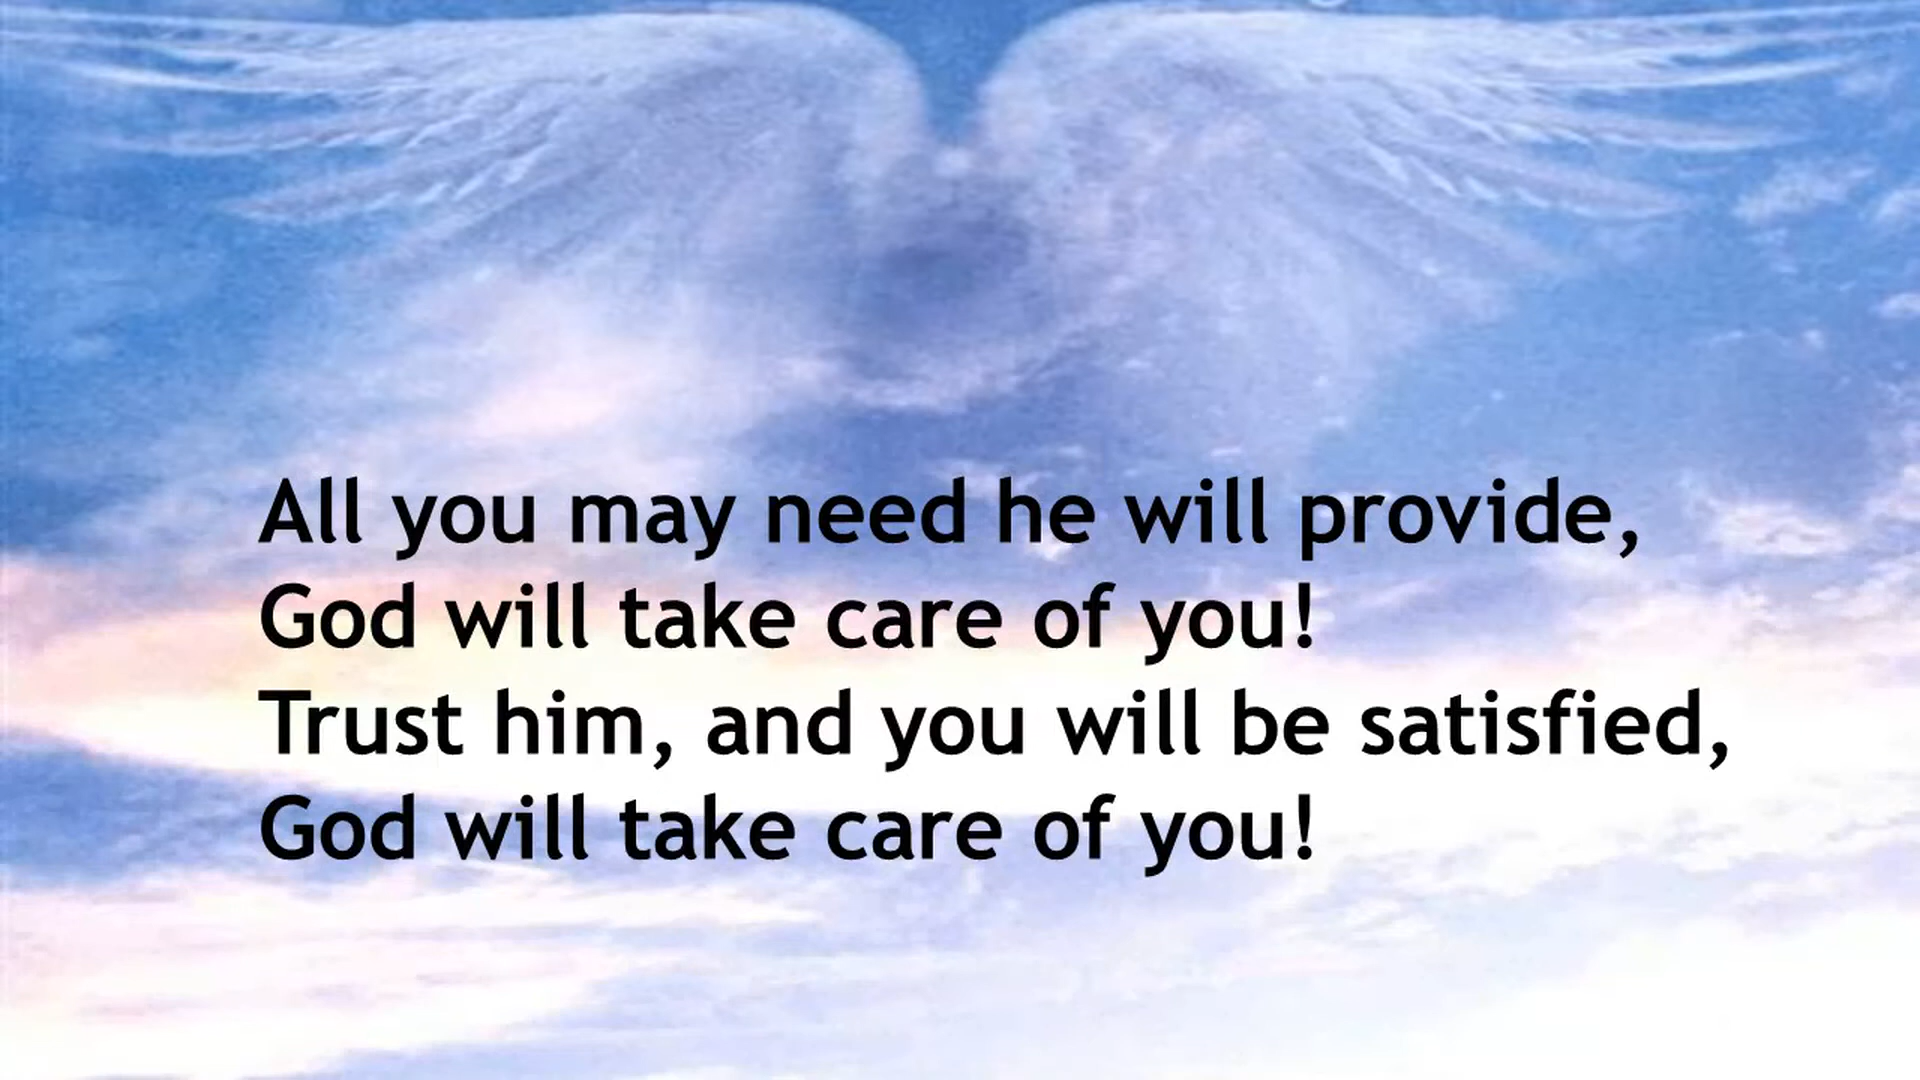 All you may need he will provide,
God will take care of you!
Trust him, and you will be satisfied,
God will take care of you!